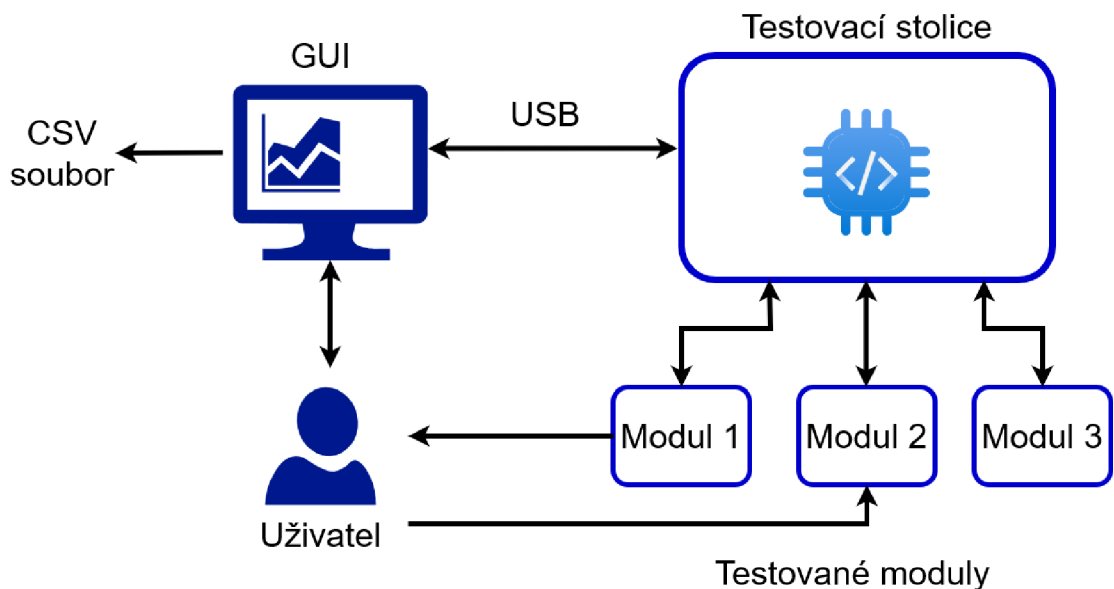 Testovací stolice
GUI
USB
CSV
soubor
</>
Modul 1
Modul 2
Modul 3
Uživatel
Testované moduly